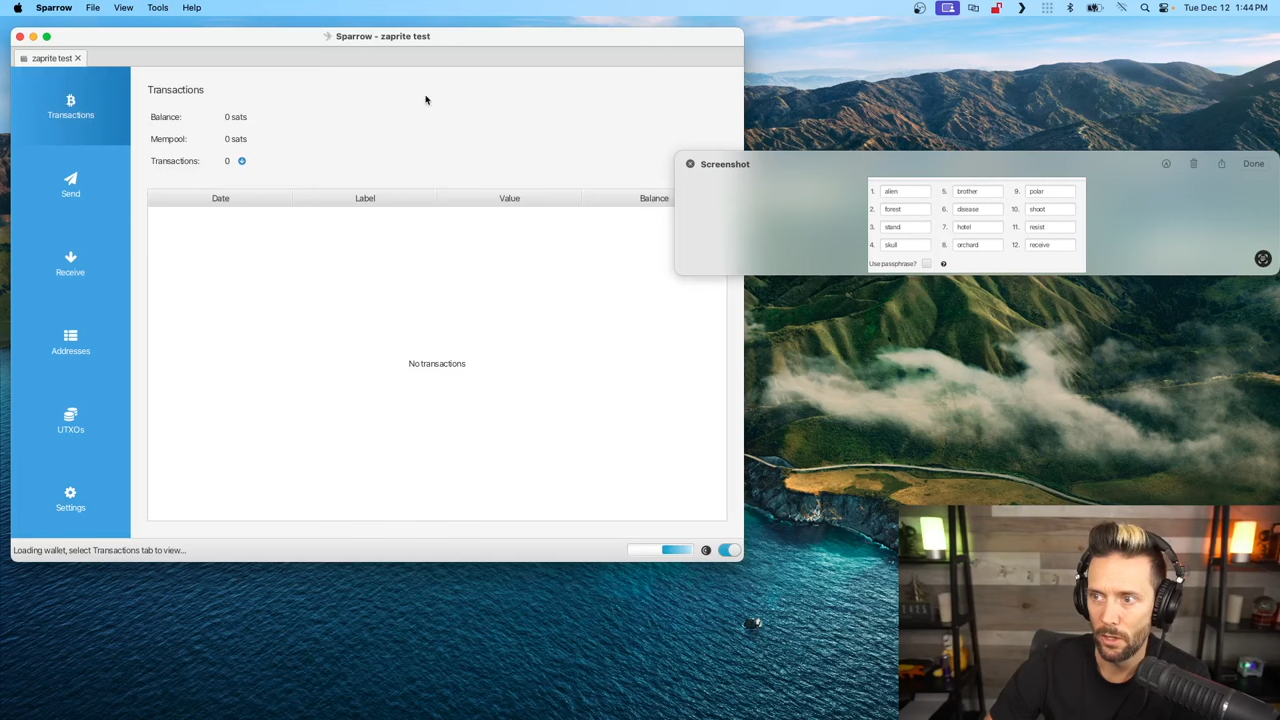 Sparrow File View Tools Help Tue Dec 12 1:44PM
Sparrow - zaprite test
zaprite test
Transactions
Send
Receive
Addresses
UTXOs
Settings
Transactions
Balance: 0 sats
Mempool: 0 sats
Transactions: 0
Date Label Value Balance
No transactions
Loading wallet, select Transactions tab to view...
Screenshot Done
1. alien 5. brother 9. polar
2. forest 6. disease 10. shoot
3. stand 7. hotel 11. resist
4. skull 8. orchard 12. receive
Use passphrase?